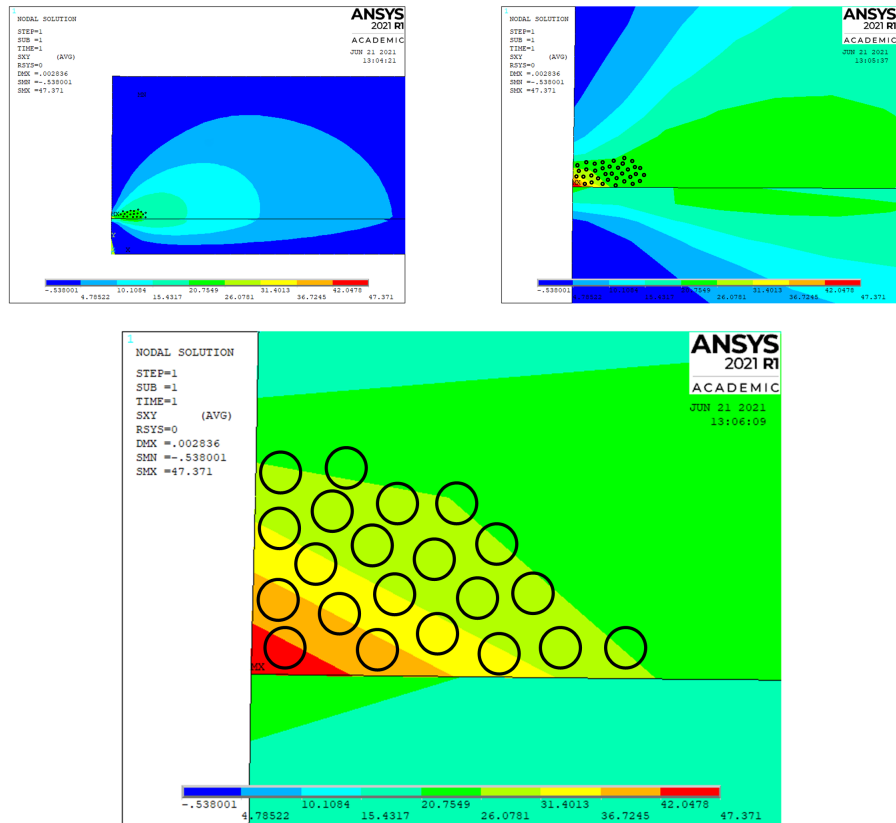 1
NODAL SOLUTION
STEP=1
SUB =1
TIME=1
SXY (AVG)
RSYS=0
DMX =.002836
SMN =-.538001
SMX =47.371
ANSYS
2021 R1
ACADEMIC
JUN 21 2021
13:04:21
MX
Y
-.538001 10.1084 20.7549 31.4013 42.0478
4.78522 15.4317 26.0781 36.7245 47.371
1
NODAL SOLUTION
STEP=1
SUB =1
TIME=1
SXY (AVG)
RSYS=0
DMX =.002836
SMN =-.538001
SMX =47.371
ANSYS
2021 R1
ACADEMIC
JUN 21 2021
13:05:37
-.538001 31.4013 42.0478
26.0781 36.7245 47.371
1
NODAL SOLUTION
STEP=1
SUB =1
TIME=1
SXY (AVG)
RSYS=0
DMX =.002836
SMN =-.538001
SMX =47.371
ANSYS
2021 R1
ACADEMIC
JUN 21 2021
13:06:09
MX
-.538001 10.1084 20.7549 31.4013 42.0478
4.78522 15.4317 26.0781 36.7245 47.371